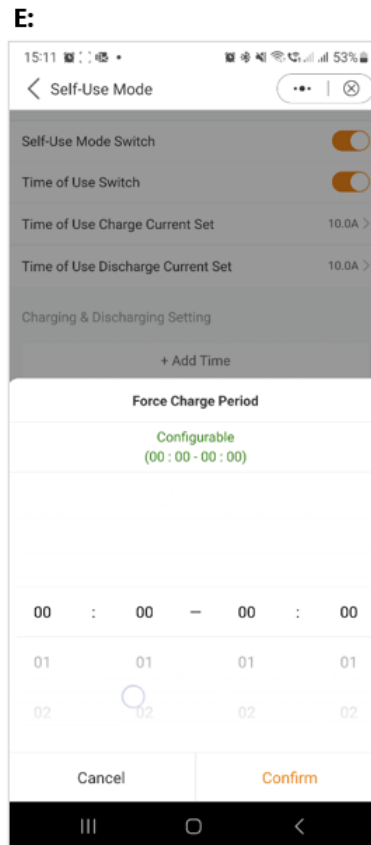 E:
15:11 53%
Self-Use Mode
Self-Use Mode Switch
Time of Use Switch
Time of Use Charge Current Set 10.0A >
Time of Use Discharge Current Set 10.0A >
Charging & Discharging Setting
+ Add Time
Force Charge Period
Configurable
(00 : 00 - 00 : 00)
00 : 00 – 00 : 00
01 01 01 01
02 02 02 02
Cancel Confirm